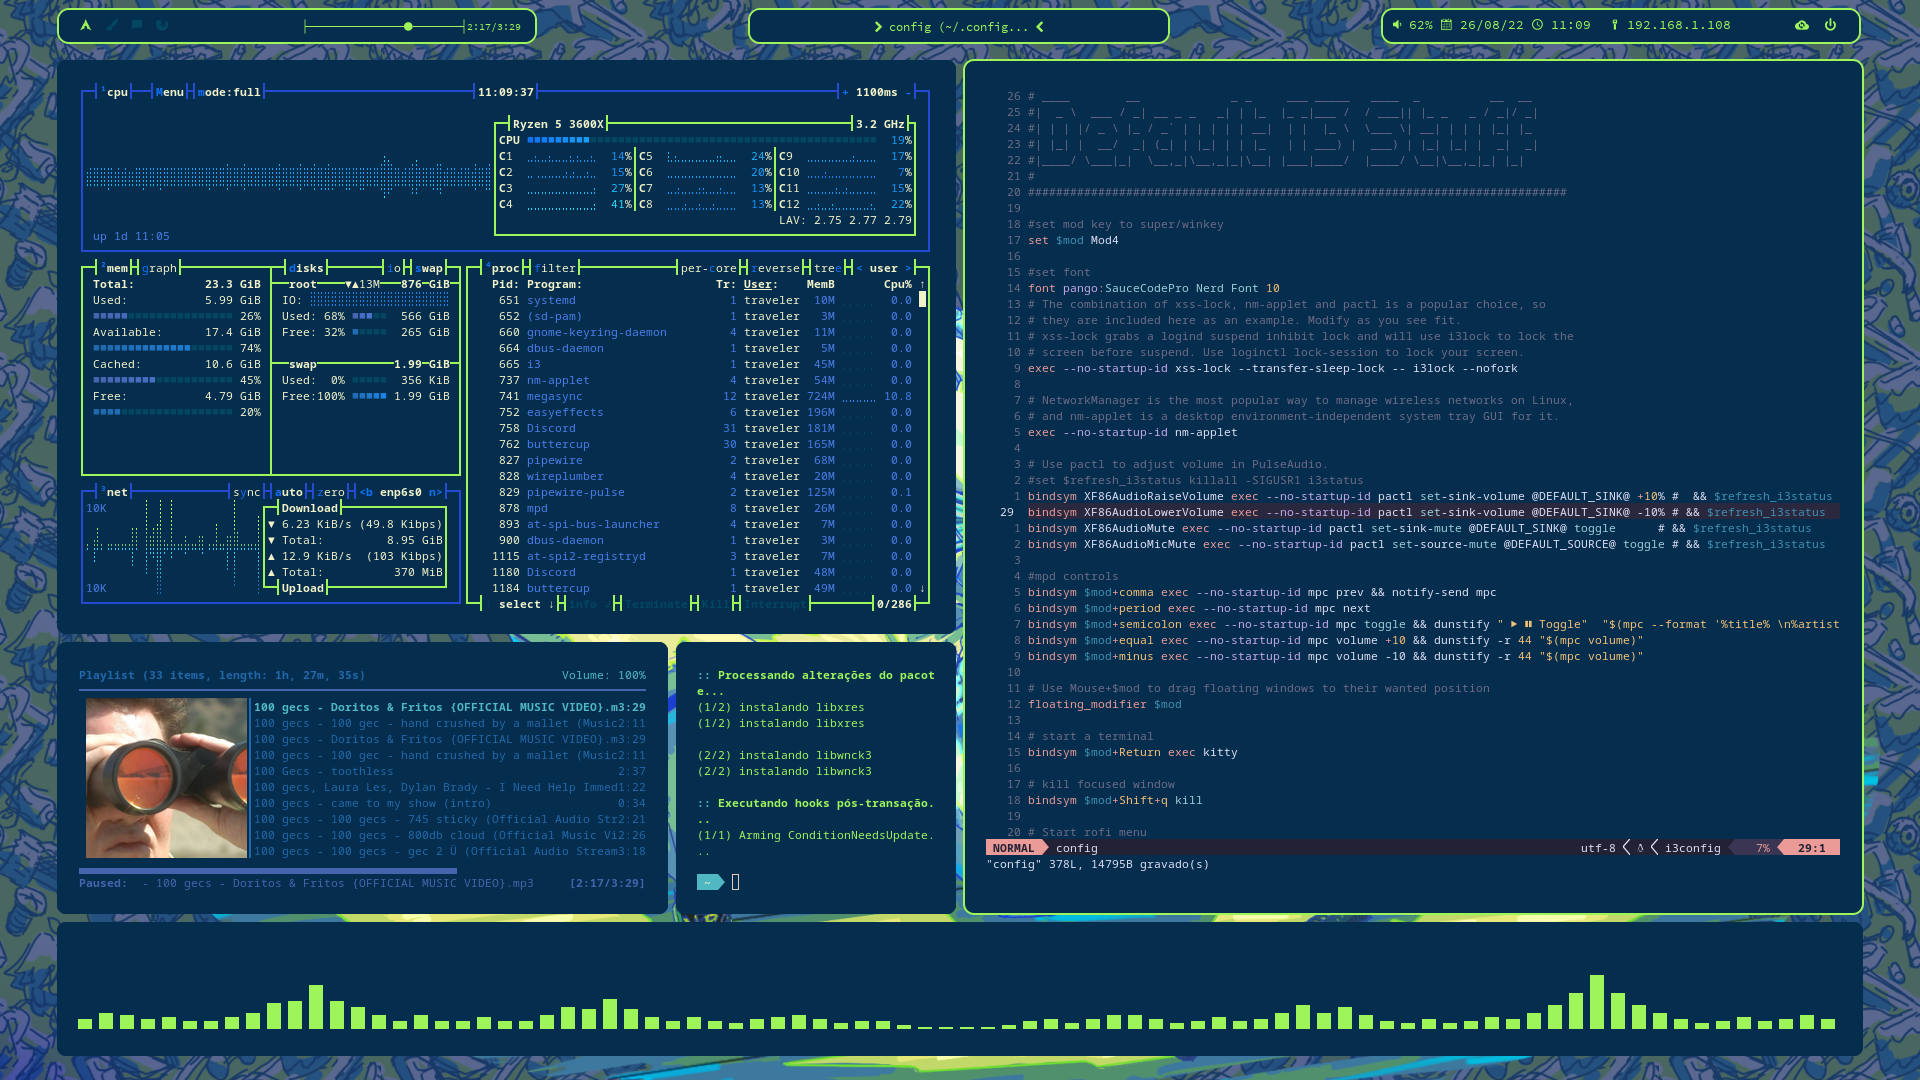 2:17/3:29
config (~/.config...
62% 26/08/22 11:09 192.168.1.108
¹cpu Menu mode:full 11:09:37 + 1100ms -
Ryzen 5 3600X 3.2 GHz
CPU 19%
C1 14% C5 24% C9 17%
C2 15% C6 20% C10 7%
C3 27% C7 13% C11 15%
C4 41% C8 13% C12 22%
LAV: 2.75 2.77 2.79
up 1d 11:05
²mem graph disks io swap
Total: 23.3 GiB
Used: 5.99 GiB
26%
Available: 17.4 GiB
74%
Cached: 10.6 GiB
45%
Free: 4.79 GiB
20%
root ▼▲13M 876 GiB
IO:
Used: 68% 566 GiB
Free: 32% 265 GiB
swap 1.99 GiB
Used: 0% 356 KiB
Free:100% 1.99 GiB
³net sync auto zero <b enp6s0 n>
10K
10K
Download
▼ 6.23 KiB/s (49.8 Kibps)
▼ Total: 8.95 GiB
▲ 12.9 KiB/s (103 Kibps)
▲ Total: 370 MiB
Upload
⁴proc filter per-core reverse tree < user >
Pid: Program: Tr: User: MemB Cpu% ↑
651 systemd 1 traveler 10M 0.0
652 (sd-pam) 1 traveler 3M 0.0
660 gnome-keyring-daemon 4 traveler 11M 0.0
664 dbus-daemon 1 traveler 5M 0.0
665 i3 1 traveler 45M 0.0
737 nm-applet 4 traveler 54M 0.0
741 megasync 12 traveler 724M 10.8
752 easyeffects 6 traveler 196M 0.0
758 Discord 31 traveler 181M 0.0
762 buttercup 30 traveler 165M 0.0
827 pipewire 2 traveler 68M 0.0
828 wireplumber 4 traveler 20M 0.0
829 pipewire-pulse 2 traveler 125M 0.1
878 mpd 8 traveler 26M 0.0
893 at-spi-bus-launcher 4 traveler 7M 0.0
900 dbus-daemon 1 traveler 3M 0.0
1115 at-spi2-registryd 3 traveler 7M 0.0
1180 Discord 1 traveler 48M 0.0
1184 buttercup 1 traveler 49M 0.0 ↓
select ↓ info Terminate Kill Interrupt 0/286
Playlist (33 items, length: 1h, 27m, 35s) Volume: 100%
100 gecs - Doritos & Fritos {OFFICIAL MUSIC VIDEO}.m3:29
100 gecs - 100 gec - hand crushed by a mallet (Music2:11
100 gecs - Doritos & Fritos {OFFICIAL MUSIC VIDEO}.m3:29
100 gecs - 100 gec - hand crushed by a mallet (Music2:11
100 Gecs - toothless 2:37
100 gecs, Laura Les, Dylan Brady - I Need Help Immed1:22
100 gecs - came to my show (intro) 0:34
100 gecs - 100 gecs - 745 sticky (Official Audio Str2:21
100 gecs - 100 gecs - 800db cloud (Official Music Vi2:26
100 gecs - 100 gecs - gec 2 Ü (Official Audio Stream3:18
Paused: - 100 gecs - Doritos & Fritos {OFFICIAL MUSIC VIDEO}.mp3 [2:17/3:29]
:: Processando alterações do pacot
e...
(1/2) instalando libxres
(1/2) instalando libxres
(2/2) instalando libwnck3
(2/2) instalando libwnck3
:: Executando hooks pós-transação.
..
(1/1) Arming ConditionNeedsUpdate.
..
~
26 #
25 #
24 #
23 #
22 #
21 #
20 #############################################################################
19
18 #set mod key to super/winkey
17 set $mod Mod4
16
15 #set font
14 font pango:SauceCodePro Nerd Font 10
13 # The combination of xss-lock, nm-applet and pactl is a popular choice, so
12 # they are included here as an example. Modify as you see fit.
11 # xss-lock grabs a logind suspend inhibit lock and will use i3lock to lock the
10 # screen before suspend. Use loginctl lock-session to lock your screen.
9 exec --no-startup-id xss-lock --transfer-sleep-lock -- i3lock --nofork
8
7 # NetworkManager is the most popular way to manage wireless networks on Linux,
6 # and nm-applet is a desktop environment-independent system tray GUI for it.
5 exec --no-startup-id nm-applet
4
3 # Use pactl to adjust volume in PulseAudio.
2 #set $refresh_i3status killall -SIGUSR1 i3status
1 bindsym XF86AudioRaiseVolume exec --no-startup-id pactl set-sink-volume @DEFAULT_SINK@ +10% # && $refresh_i3status
29 bindsym XF86AudioLowerVolume exec --no-startup-id pactl set-sink-volume @DEFAULT_SINK@ -10% # && $refresh_i3status
1 bindsym XF86AudioMute exec --no-startup-id pactl set-sink-mute @DEFAULT_SINK@ toggle # && $refresh_i3status
2 bindsym XF86AudioMicMute exec --no-startup-id pactl set-source-mute @DEFAULT_SOURCE@ toggle # && $refresh_i3status
3
4 #mpd controls
5 bindsym $mod+comma exec --no-startup-id mpc prev && notify-send mpc
6 bindsym $mod+period exec --no-startup-id mpc next
7 bindsym $mod+semicolon exec --no-startup-id mpc toggle && dunstify " ▶ ⏸ Toggle" "$(mpc --format '%title% \n%artist
8 bindsym $mod+equal exec --no-startup-id mpc volume +10 && dunstify -r 44 "$(mpc volume)"
9 bindsym $mod+minus exec --no-startup-id mpc volume -10 && dunstify -r 44 "$(mpc volume)"
10
11 # Use Mouse+$mod to drag floating windows to their wanted position
12 floating_modifier $mod
13
14 # start a terminal
15 bindsym $mod+Return exec kitty
16
17 # kill focused window
18 bindsym $mod+Shift+q kill
19
20 # Start rofi menu
NORMAL config utf-8 i3config 7% 29:1
"config" 378L, 14795B gravado(s)